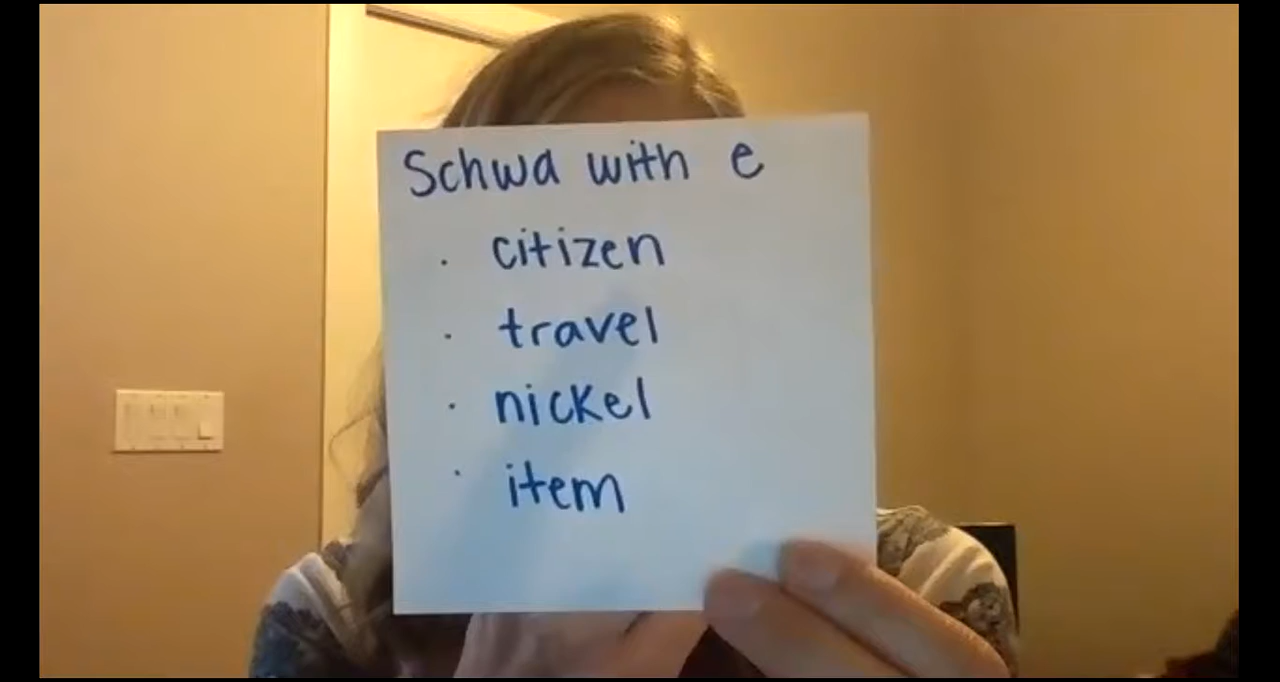 Schwa with e
· citizen
· travel
· nickel
· item